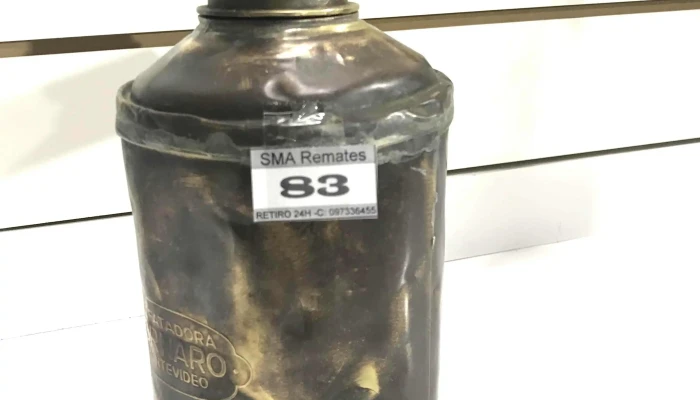 SMA Remates
83
RETIRO 24H -C: 097336455
MONTEVIDEO